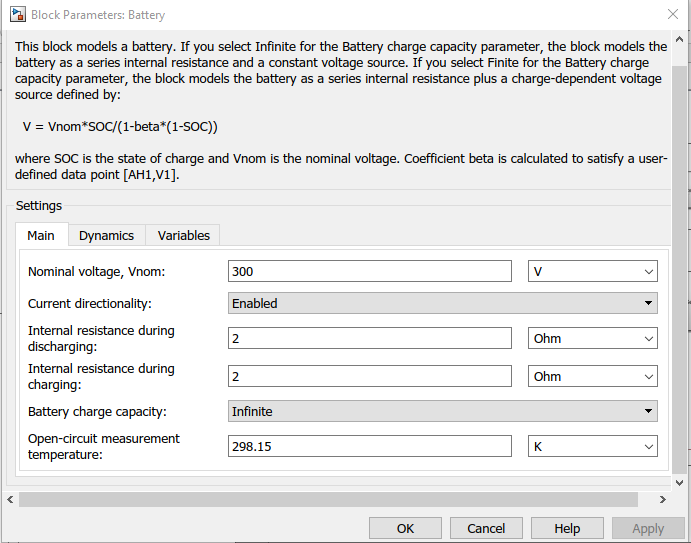 Block Parameters: Battery
This block models a battery. If you select Infinite for the Battery charge capacity parameter, the block models the
battery as a series internal resistance and a constant voltage source. If you select Finite for the Battery charge
capacity parameter, the block models the battery as a series internal resistance plus a charge-dependent voltage
source defined by:
V = Vnom*SOC/(1-beta*(1-SOC))
where SOC is the state of charge and Vnom is the nominal voltage. Coefficient beta is calculated to satisfy a user-
defined data point [AH1,V1].
Settings
Main Dynamics Variables
Nominal voltage, Vnom: 300 V
Current directionality: Enabled
Internal resistance during
discharging: 2 Ohm
Internal resistance during
charging: 2 Ohm
Battery charge capacity: Infinite
Open-circuit measurement
temperature: 298.15 K
OK Cancel Help Apply